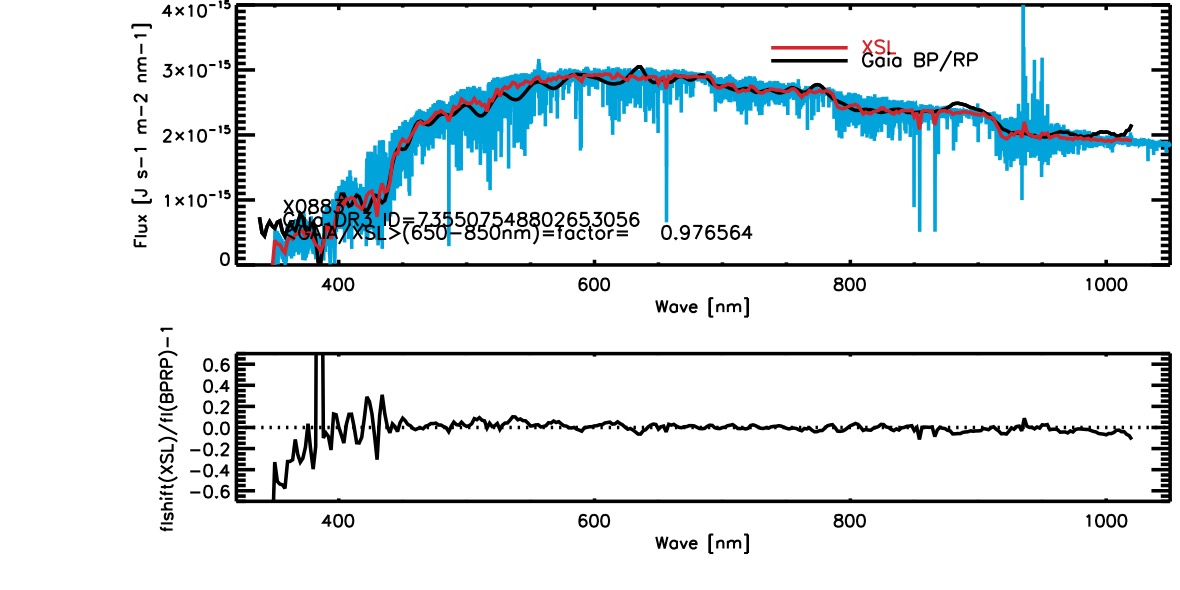 4×10−15
3×10−15
2×10−15
1×10−15
0
Flux [J s−1 m−2 nm−1]
XSL
Gaia BP/RP
X0883
Gaia DR3 ID=735507548802653056
<GAIA/XSL>(650−850nm)=factor= 0.976564
400 600 800 1000
Wave [nm]
flshift(XSL)/fl(BPRP)−1
0.6
0.4
0.2
0.0
−0.2
−0.4
−0.6
400 600 800 1000
Wave [nm]